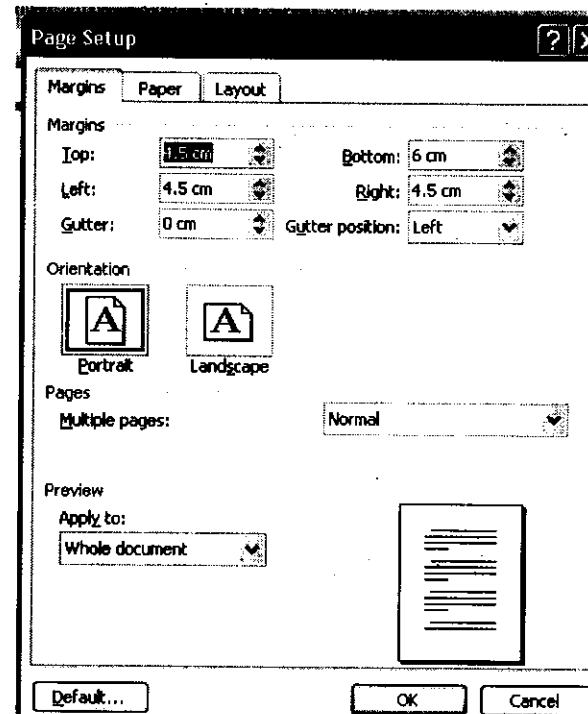 Page Setup ? X
Margins Paper Layout
Margins
Top: cm Bottom: 6 cm
Left: 4.5 cm Right: 4.5 cm
Gutter: 0 cm Gutter position: Left
Orientation
A A
Portrait Landscape
Pages
Multiple pages: Normal
Preview
Apply to:
Whole document
Default... OK Cancel